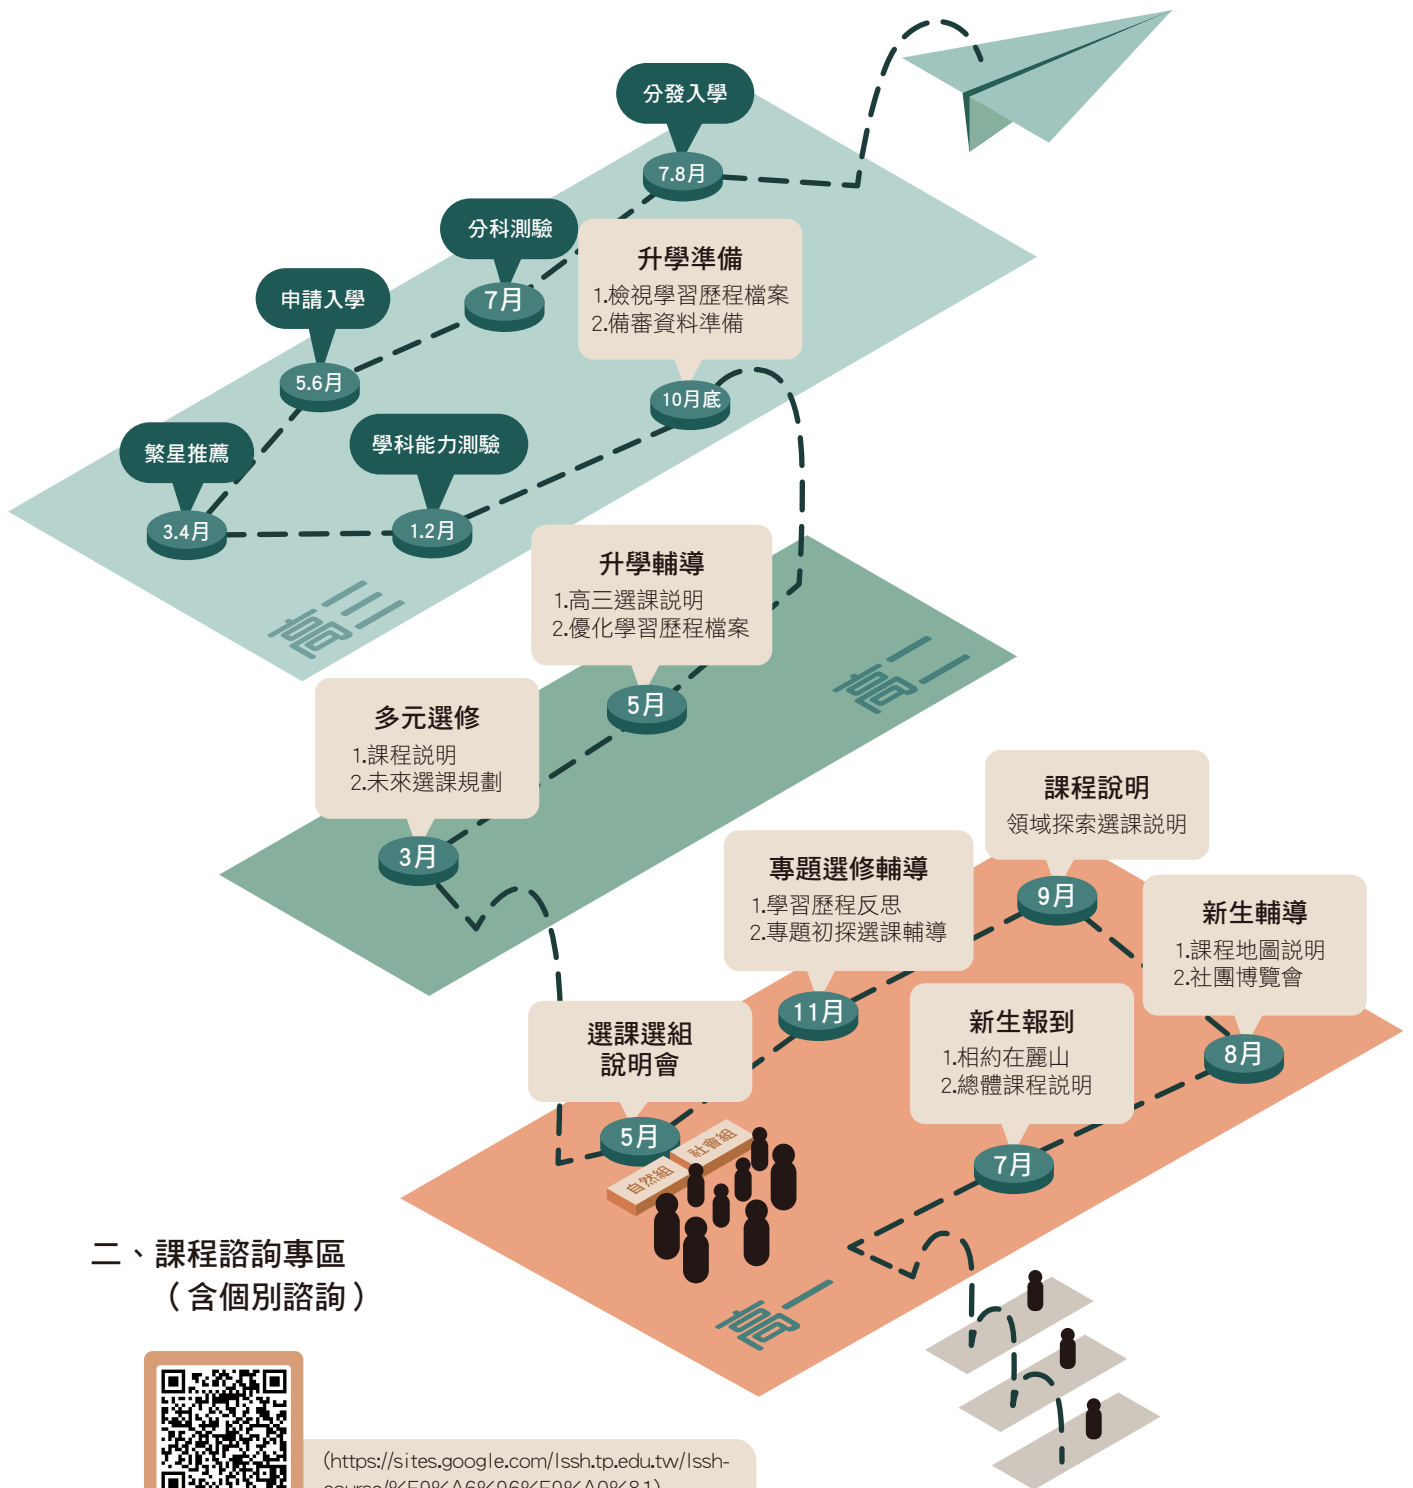 分發入學
7.8月
分科測驗
7月
升學準備
1.檢視學習歷程檔案
2.備審資料準備
申請入學
5.6月
10月底
繁星推薦
3.4月
學科能力測驗
1.2月
高三
升學輔導
1.高三選課說明
2.優化學習歷程檔案
5月
高二
多元選修
1.課程說明
2.未來選課規劃
3月
課程說明
領域探索選課說明
9月
專題選修輔導
1.學習歷程反思
2.專題初探選課輔導
11月
新生輔導
1.課程地圖說明
2.社團博覽會
8月
新生報到
1.相約在麗山
2.總體課程說明
7月
選課選組
說明會
5月
社會組
自然組
高一
二、課程諮詢專區
（含個別諮詢）
(https://sites.google.com/lssh.tp.edu.tw/lssh-
course/%E9%A6%96%E9%A0%81)